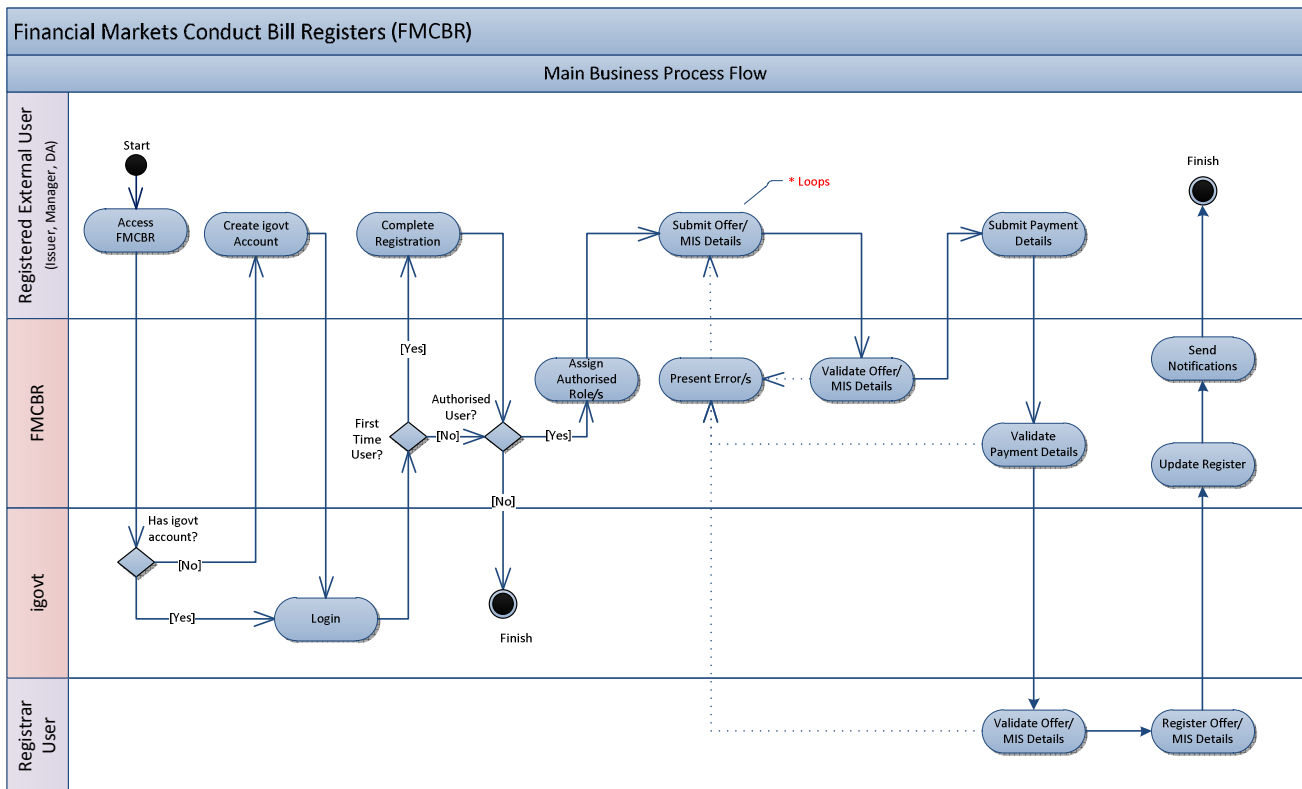 Financial Markets Conduct Bill Registers (FMCBR)
Main Business Process Flow
Registered External User
(Issuer, Manager, DA)
Start
Access
FMCBR
Create igovt
Account
Complete
Registration
Submit Offer/
MIS Details
* Loops
Submit Payment
Details
Finish
FMCBR
[Yes]
First
Time
User?
[No]
Authorised
User?
[Yes]
[No]
Assign
Authorised
Role/s
Present Error/s
Validate Offer/
MIS Details
Validate
Payment Details
Send
Notifications
Update Register
igovt
Has igovt
account?
[No]
[Yes]
Login
Finish
Registrar
User
Validate Offer/
MIS Details
Register Offer/
MIS Details